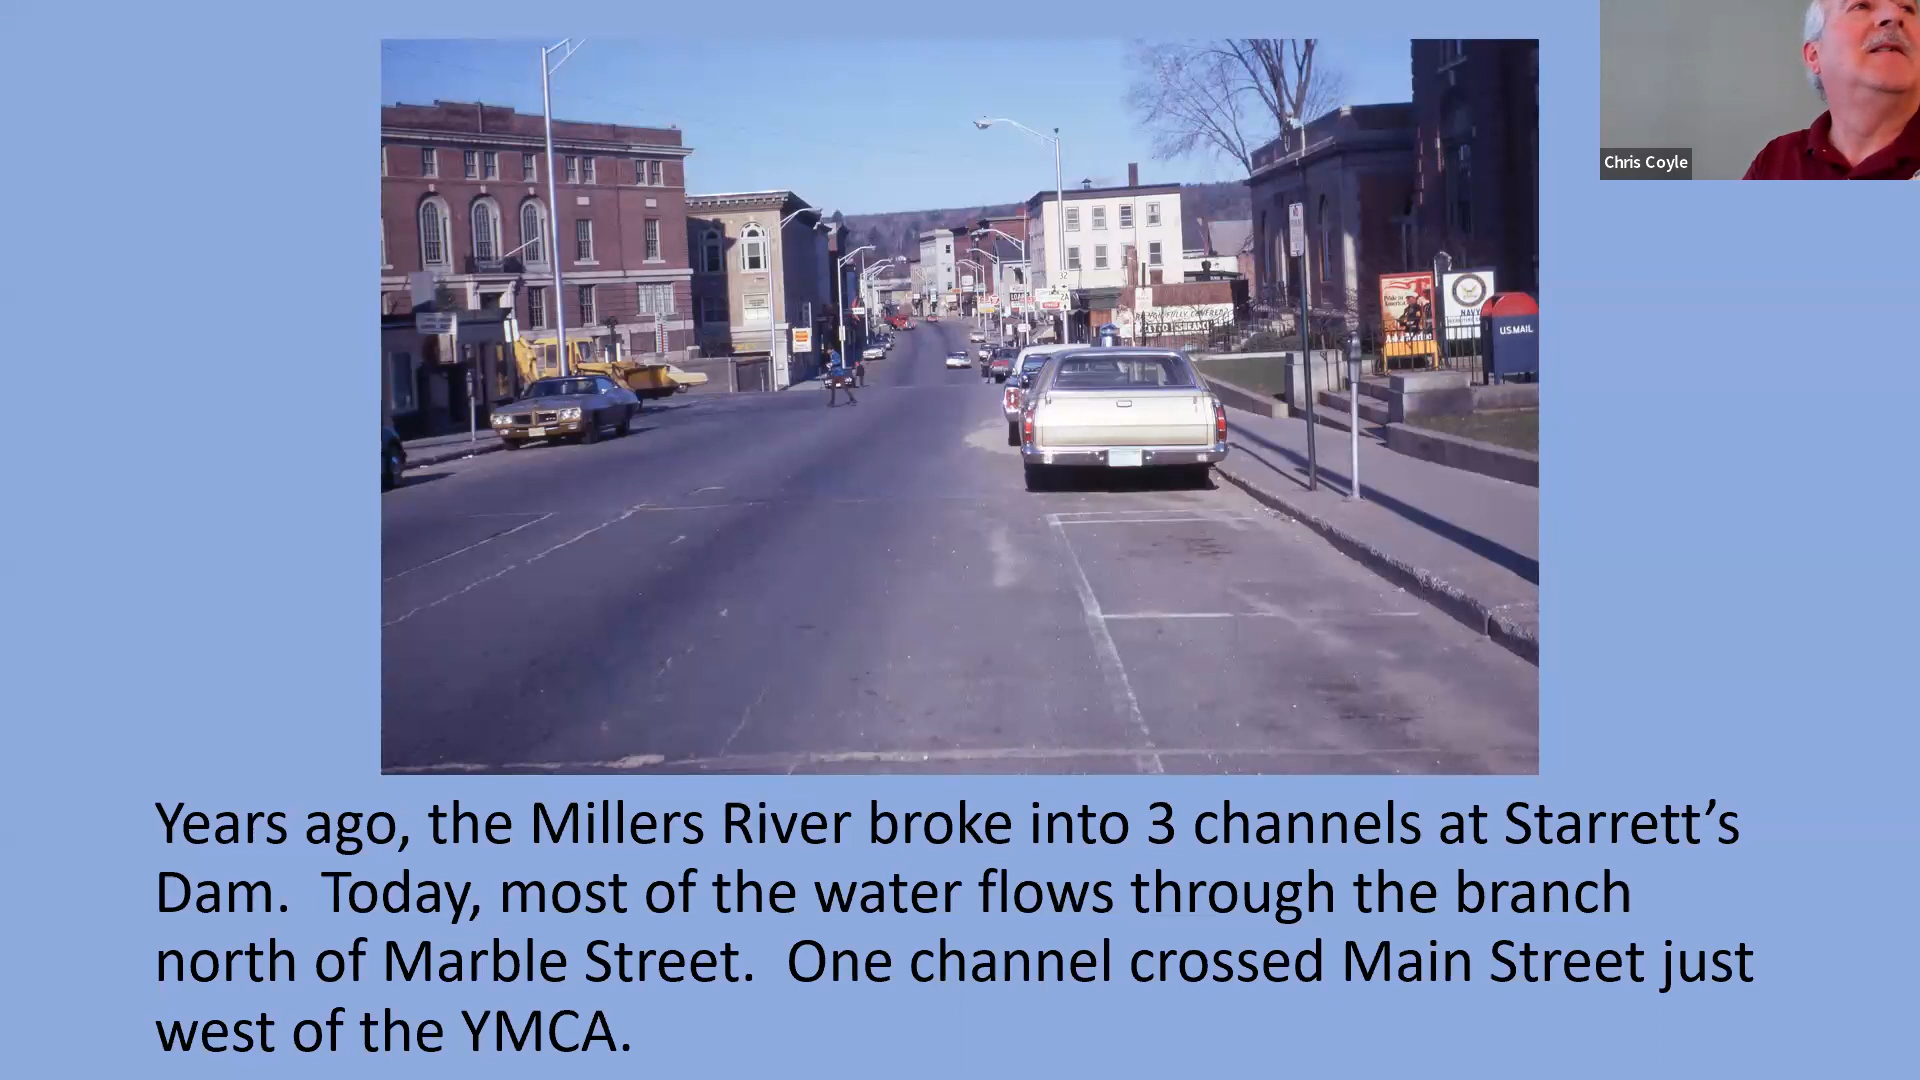 Chris Coyle
32
2A
NAVY
U.S. MAIL
Years ago, the Millers River broke into 3 channels at Starrett’s
Dam.  Today, most of the water flows through the branch
north of Marble Street.  One channel crossed Main Street just
west of the YMCA.